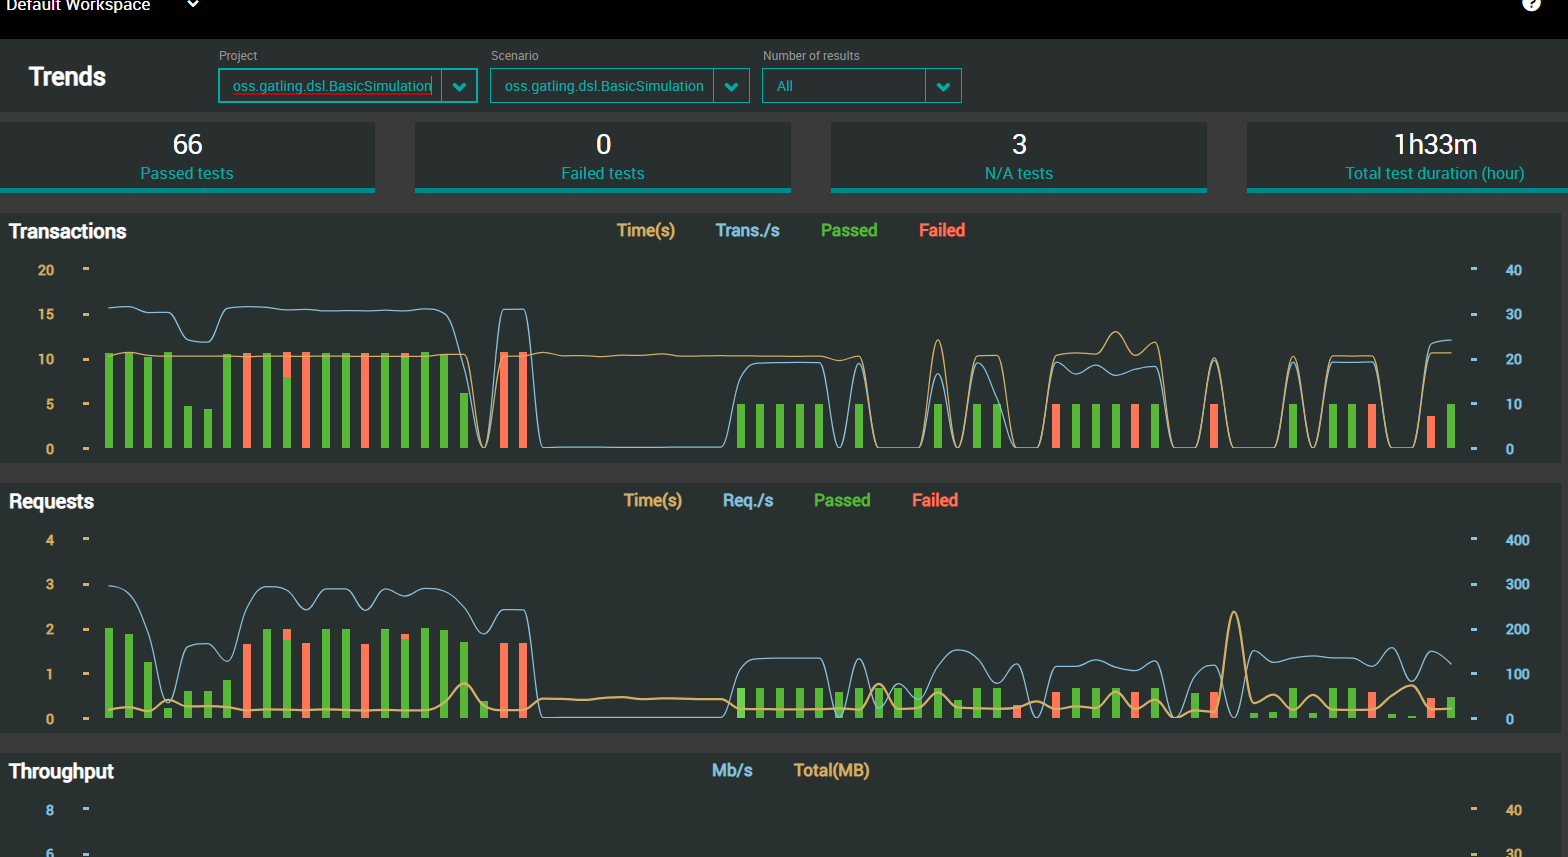 Default Workspace
?
Trends
Project
Scenario
Number of results
oss.gatling.dsl.BasicSimulation
oss.gatling.dsl.BasicSimulation
All
66
Passed tests
0
Failed tests
3
N/A tests
1h33m
Total test duration (hour)
Transactions
Time(s) Trans./s Passed Failed
20 40
15 30
10 20
5 10
0 0
Requests
Time(s) Req./s Passed Failed
4 400
3 300
2 200
1 100
0 0
Throughput
Mb/s Total(MB)
8 40
6 30